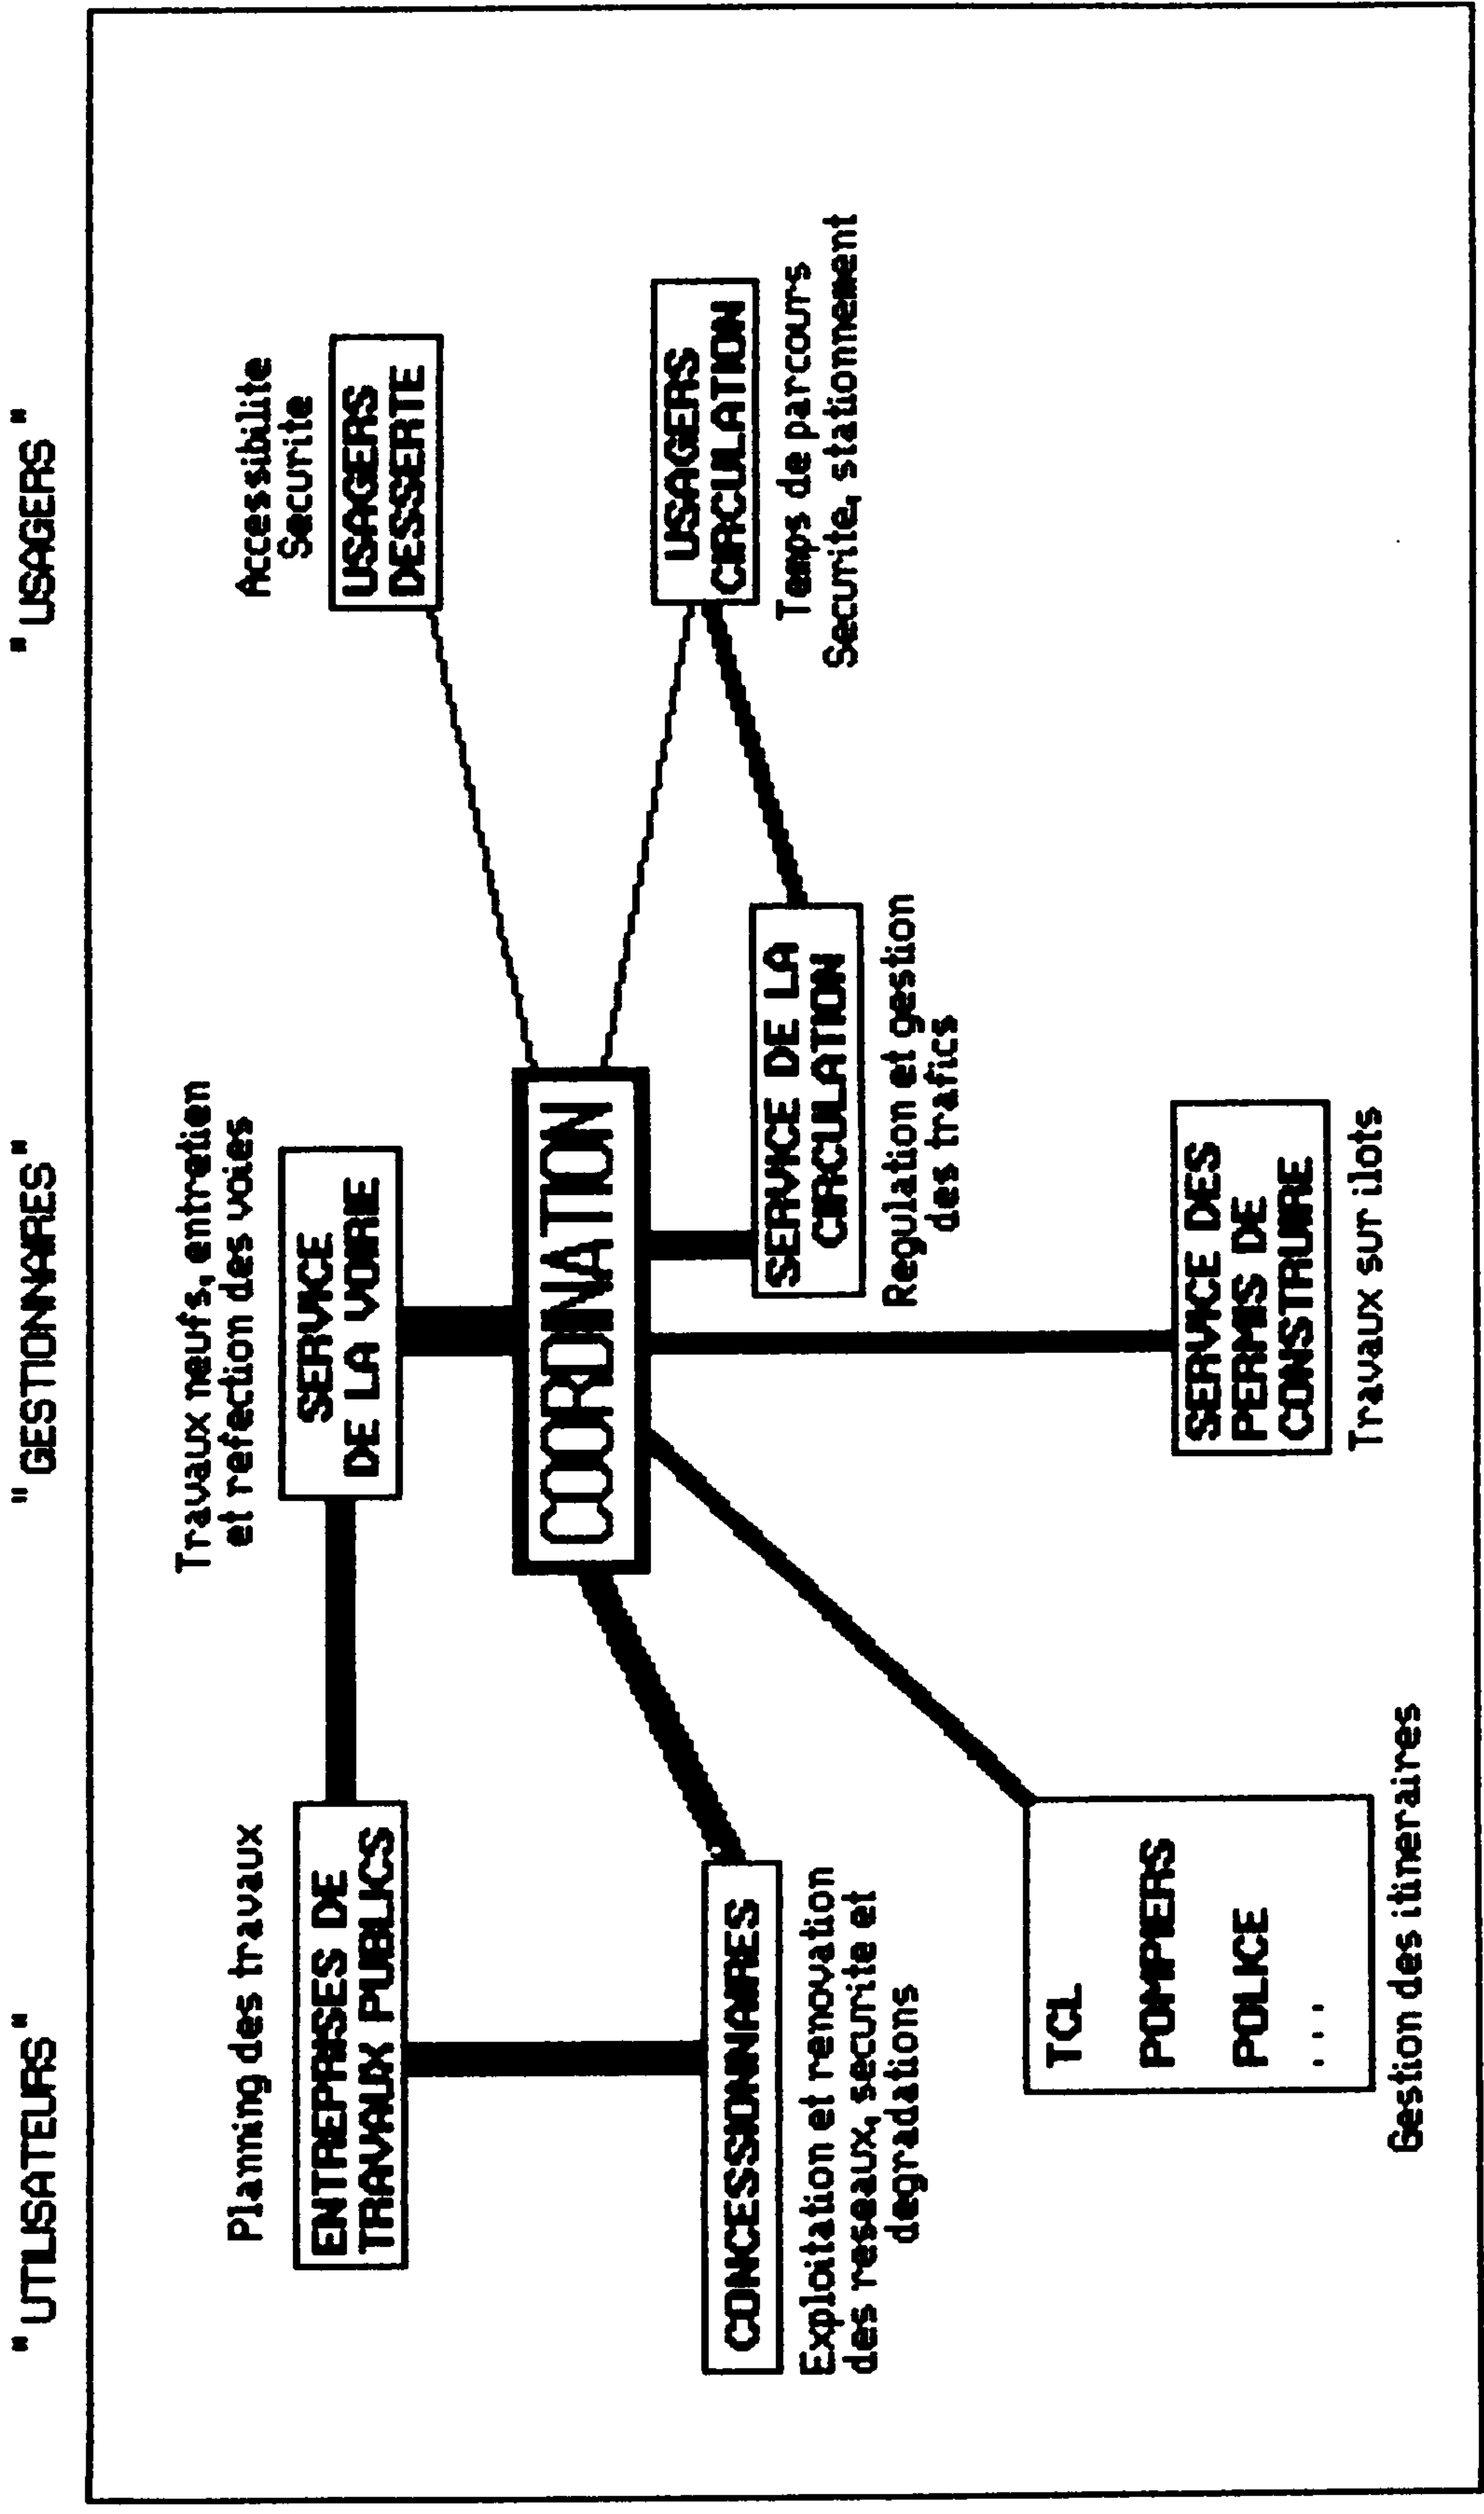 " UTILISATEURS "
" GESTIONNAIRES "
" USAGERS "
Planning des travaux
ENTREPRISES DE
TRAVAUX PUBLICS
CONCESSIONNAIRES
Exploitation et renovation
des reseaux, securite et
degradations
TCL
POMPIERS
POLICE
...
Gestion des itineraires
Travaux neufs, entretien
et refection des voies
SERVICE
DE LA VOIRIE
COORDINATION
SERVICE DE LA
CIRCULATION
Regulation et gestion
des trafics
SERVICE DES
PERMIS DE
CONSTRUIRE
Travaux sur ilots
Accessibilite
Securite
USAGERS
DESSERTE
USAGERS
CIRCULATION
Temps de parcours
Securite, stationnement